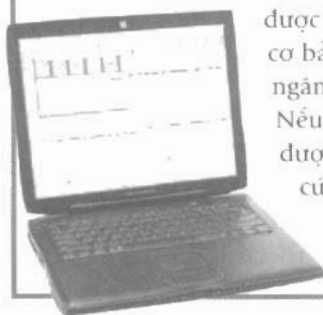 được
cơ bả
ngân
Nếu
được
cứ